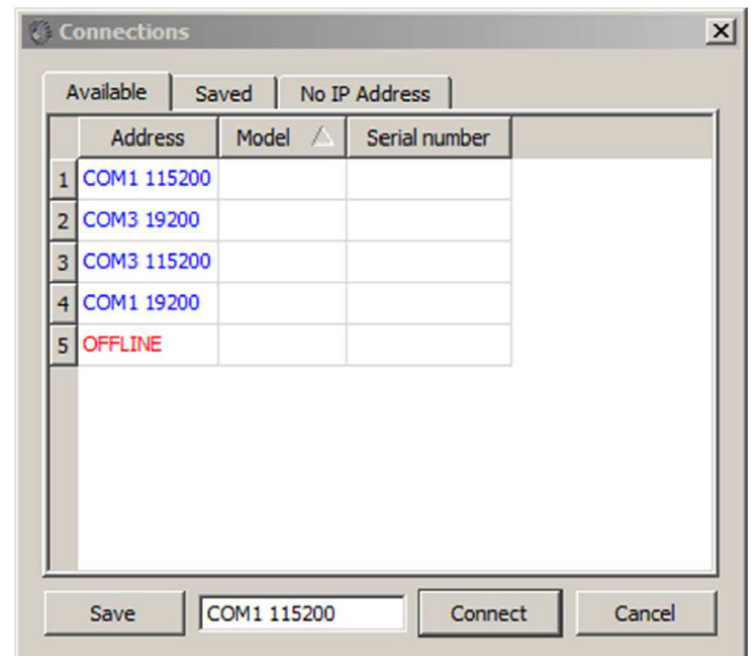 Connections
Available Saved No IP Address
Address Model Serial number
1 COM1 115200
2 COM3 19200
3 COM3 115200
4 COM1 19200
5 OFFLINE
Save COM1 115200 Connect Cancel